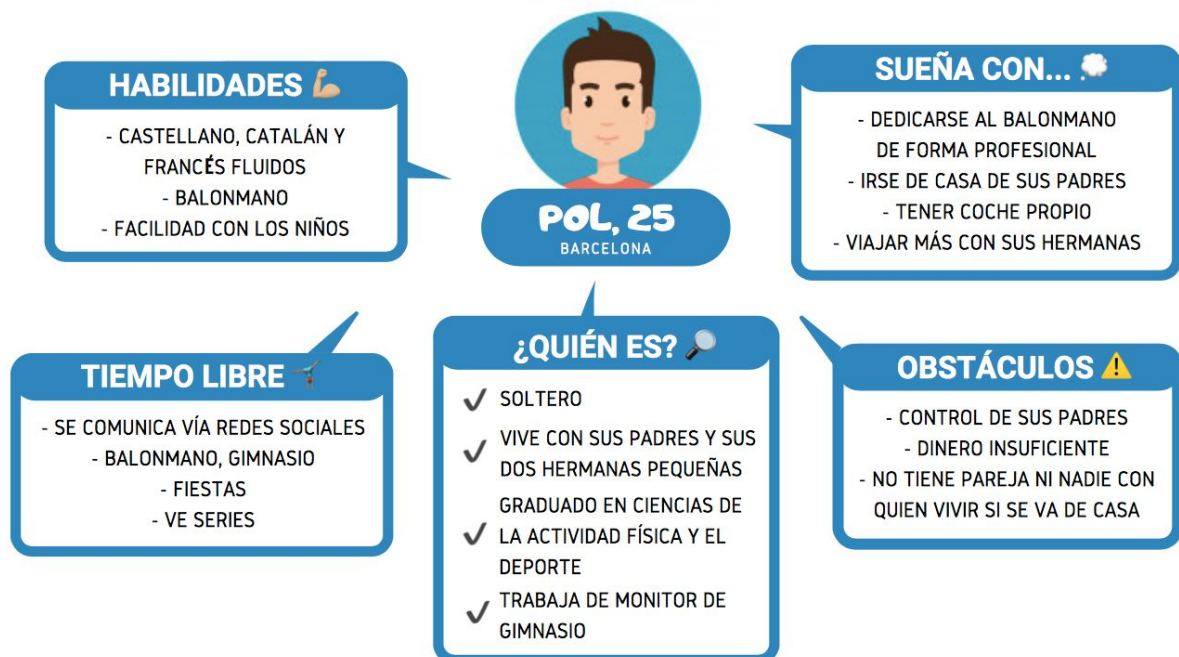 POL, 25
BARCELONA
HABILIDADES 💪
- CASTELLANO, CATALÁN Y
FRANCÉS FLUIDOS
- BALONMANO
- FACILIDAD CON LOS NIÑOS
SUEÑA CON... 💭
- DEDICARSE AL BALONMANO
DE FORMA PROFESIONAL
- IRSE DE CASA DE SUS PADRES
- TENER COCHE PROPIO
- VIAJAR MÁS CON SUS HERMANAS
TIEMPO LIBRE
- SE COMUNICA VÍA REDES SOCIALES
- BALONMANO, GIMNASIO
- FIESTAS
- VE SERIES
¿QUIÉN ES? 🔎
✓ SOLTERO
✓ VIVE CON SUS PADRES Y SUS
DOS HERMANAS PEQUEÑAS
✓ GRADUADO EN CIENCIAS DE
LA ACTIVIDAD FÍSICA Y EL
DEPORTE
✓ TRABAJA DE MONITOR DE
GIMNASIO
OBSTÁCULOS ⚠️
- CONTROL DE SUS PADRES
- DINERO INSUFICIENTE
- NO TIENE PAREJA NI NADIE CON
QUIEN VIVIR SI SE VA DE CASA